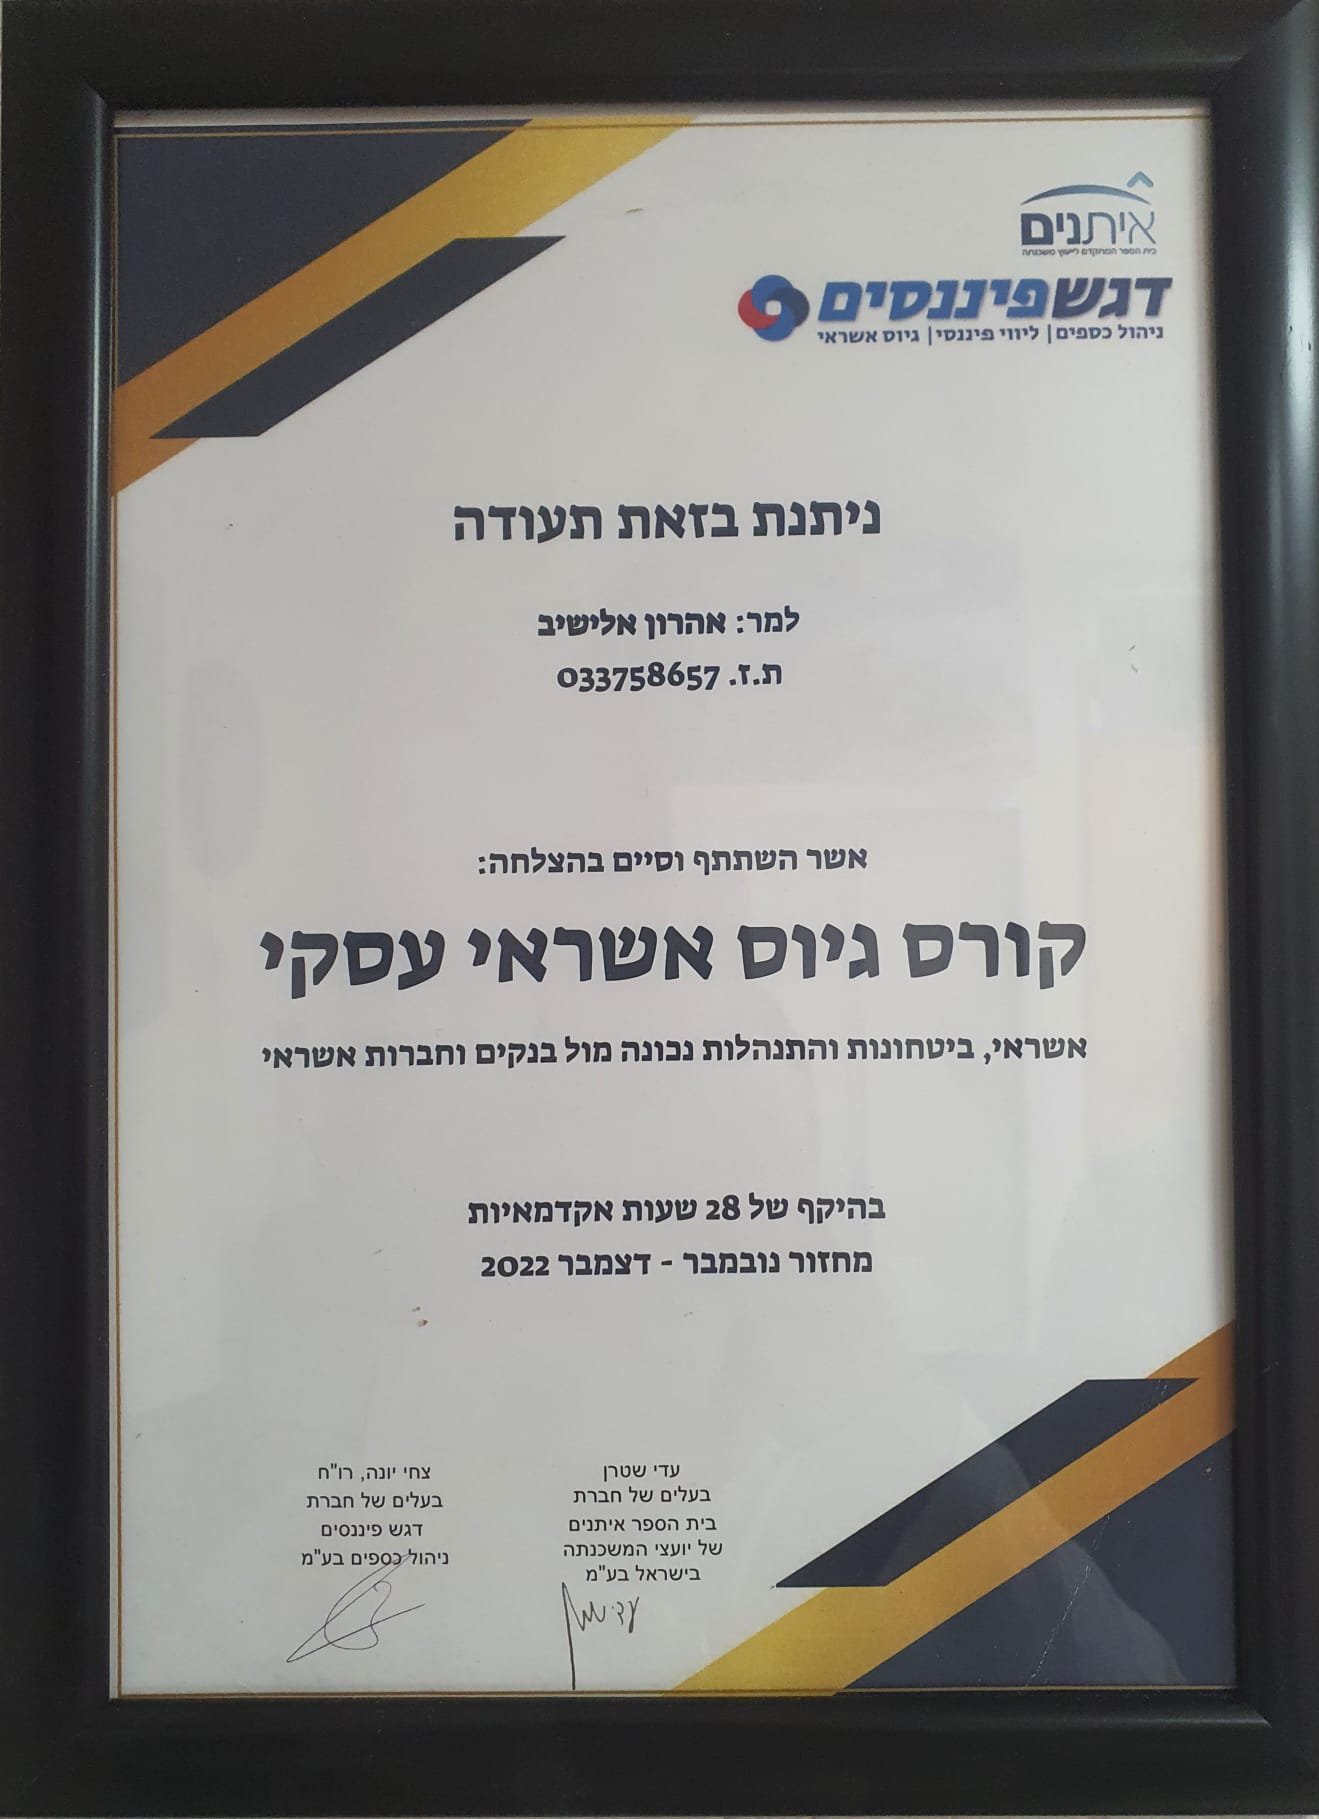 איתנים
בית הספר המתקדם לייעוץ משכנתה
דגשפיננסים
ניהול כספים | ליווי פיננסי | גיוס אשראי
ניתנת בזאת תעודה
למר: אהרון אלישיב
ת.ז. 033758657
אשר השתתף וסיים בהצלחה:
קורס גיוס אשראי עסקי
אשראי, ביטחונות והתנהלות נכונה מול בנקים וחברות אשראי
בהיקף של 28 שעות אקדמאיות
מחזור נובמבר - דצמבר 2022
עדי שטרן
בעלים של חברת
בית הספר איתנים
של יועצי המשכנתה
בישראל בע"מ
צחי יונה, רו"ח
בעלים של חברת
דגש פיננסים
ניהול כספים בע"מ